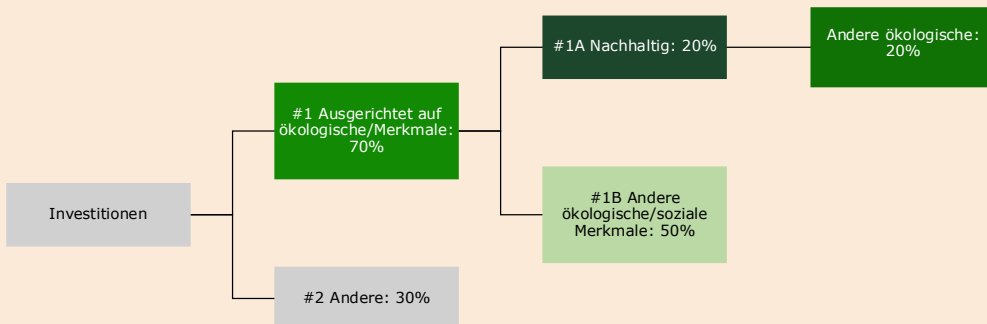 Investitionen
#1 Ausgerichtet auf
ökologische/Merkmale:
70%
#2 Andere: 30%
#1A Nachhaltig: 20%
#1B Andere
ökologische/soziale
Merkmale: 50%
Andere ökologische:
20%